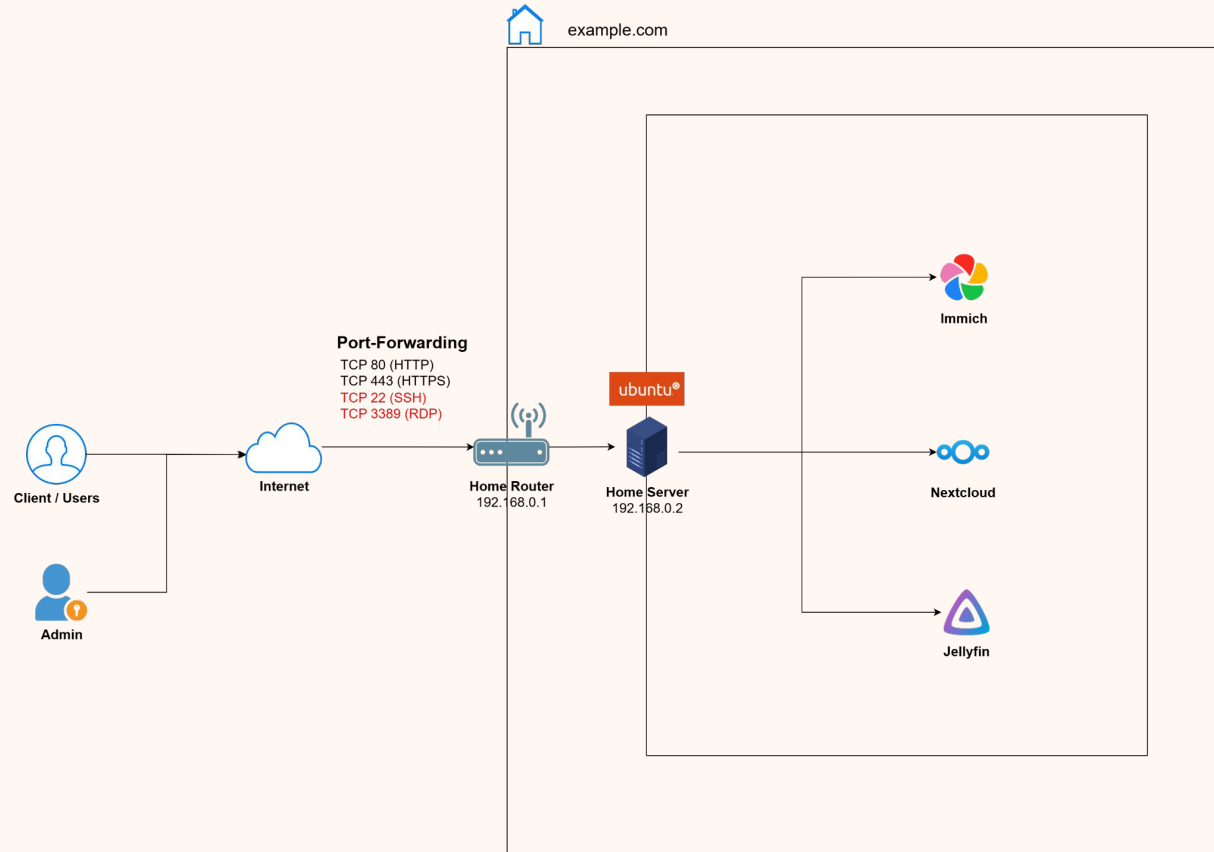 example.com
Port-Forwarding
TCP 80 (HTTP)
TCP 443 (HTTPS)
TCP 22 (SSH)
TCP 3389 (RDP)
Client / Users
Admin
Internet
Home Router
192.168.0.1
ubuntu®
Home Server
192.168.0.2
Immich
Nextcloud
Jellyfin